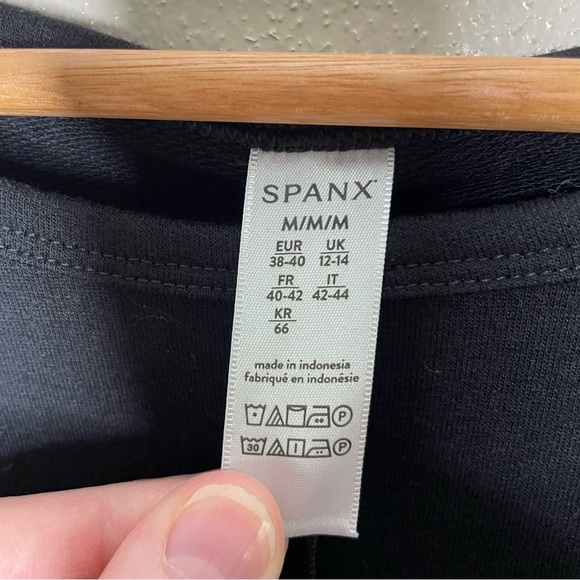 SPANX
M/M/M
EUR UK
38-40 12-14
FR IT
40-42 42-44
KR
66
made in indonesia
fabriqué en indonésie
P
30 P